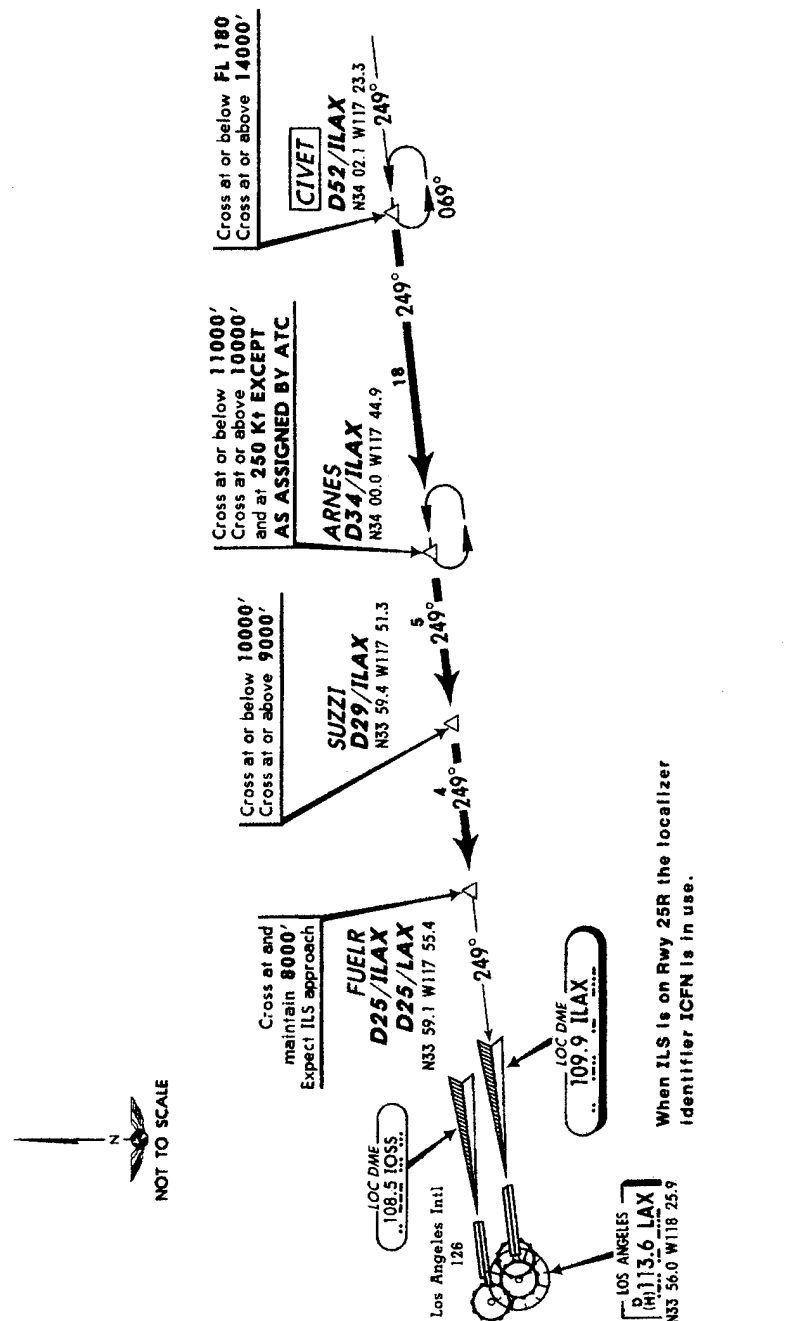 Cross at or below FL 180
Cross at or above 14000'
CIVET
D52/ILAX
N34 02.1 W117 23.3
249°
069°
249°
18
Cross at or below 11000'
Cross at or above 10000'
and at 250 Kt EXCEPT
AS ASSIGNED BY ATC
ARNES
D34/ILAX
N34 00.0 W117 44.9
5
249°
Cross at or below 10000'
Cross at or above 9000'
SUZZI
D29/ILAX
N33 59.4 W117 51.3
4
249°
Cross at and
maintain 8000'
Expect ILS approach
FUELR
D25/ILAX
D25/LAX
N33 59.1 W117 55.4
249°
N
NOT TO SCALE
LOC DME
108.5 IOSS
LOC DME
109.9 ILAX
Los Angeles Intl
126
LOS ANGELES
D
(H)113.6 LAX
N33 56.0 W118 25.9
When ILS is on Rwy 25R the localizer
identifier ICFN is in use.